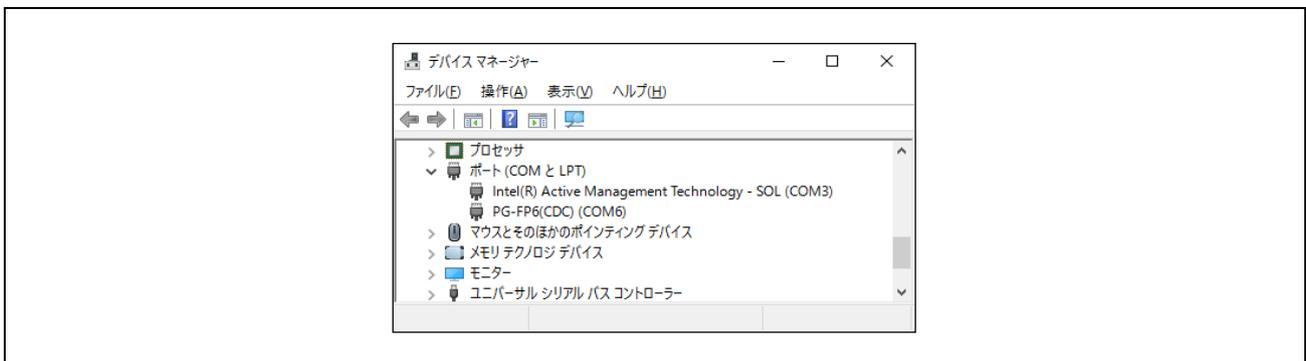 デバイス マネージャー
ファイル(F) 操作(A) 表示(V) ヘルプ(H)
プロセッサ
ポート (COM と LPT)
Intel(R) Active Management Technology - SOL (COM3)
PG-FP6(CDC) (COM6)
マウスとそのほかのポインティング デバイス
メモリ テクノロジ デバイス
モニター
ユニバーサル シリアル バス コントローラー